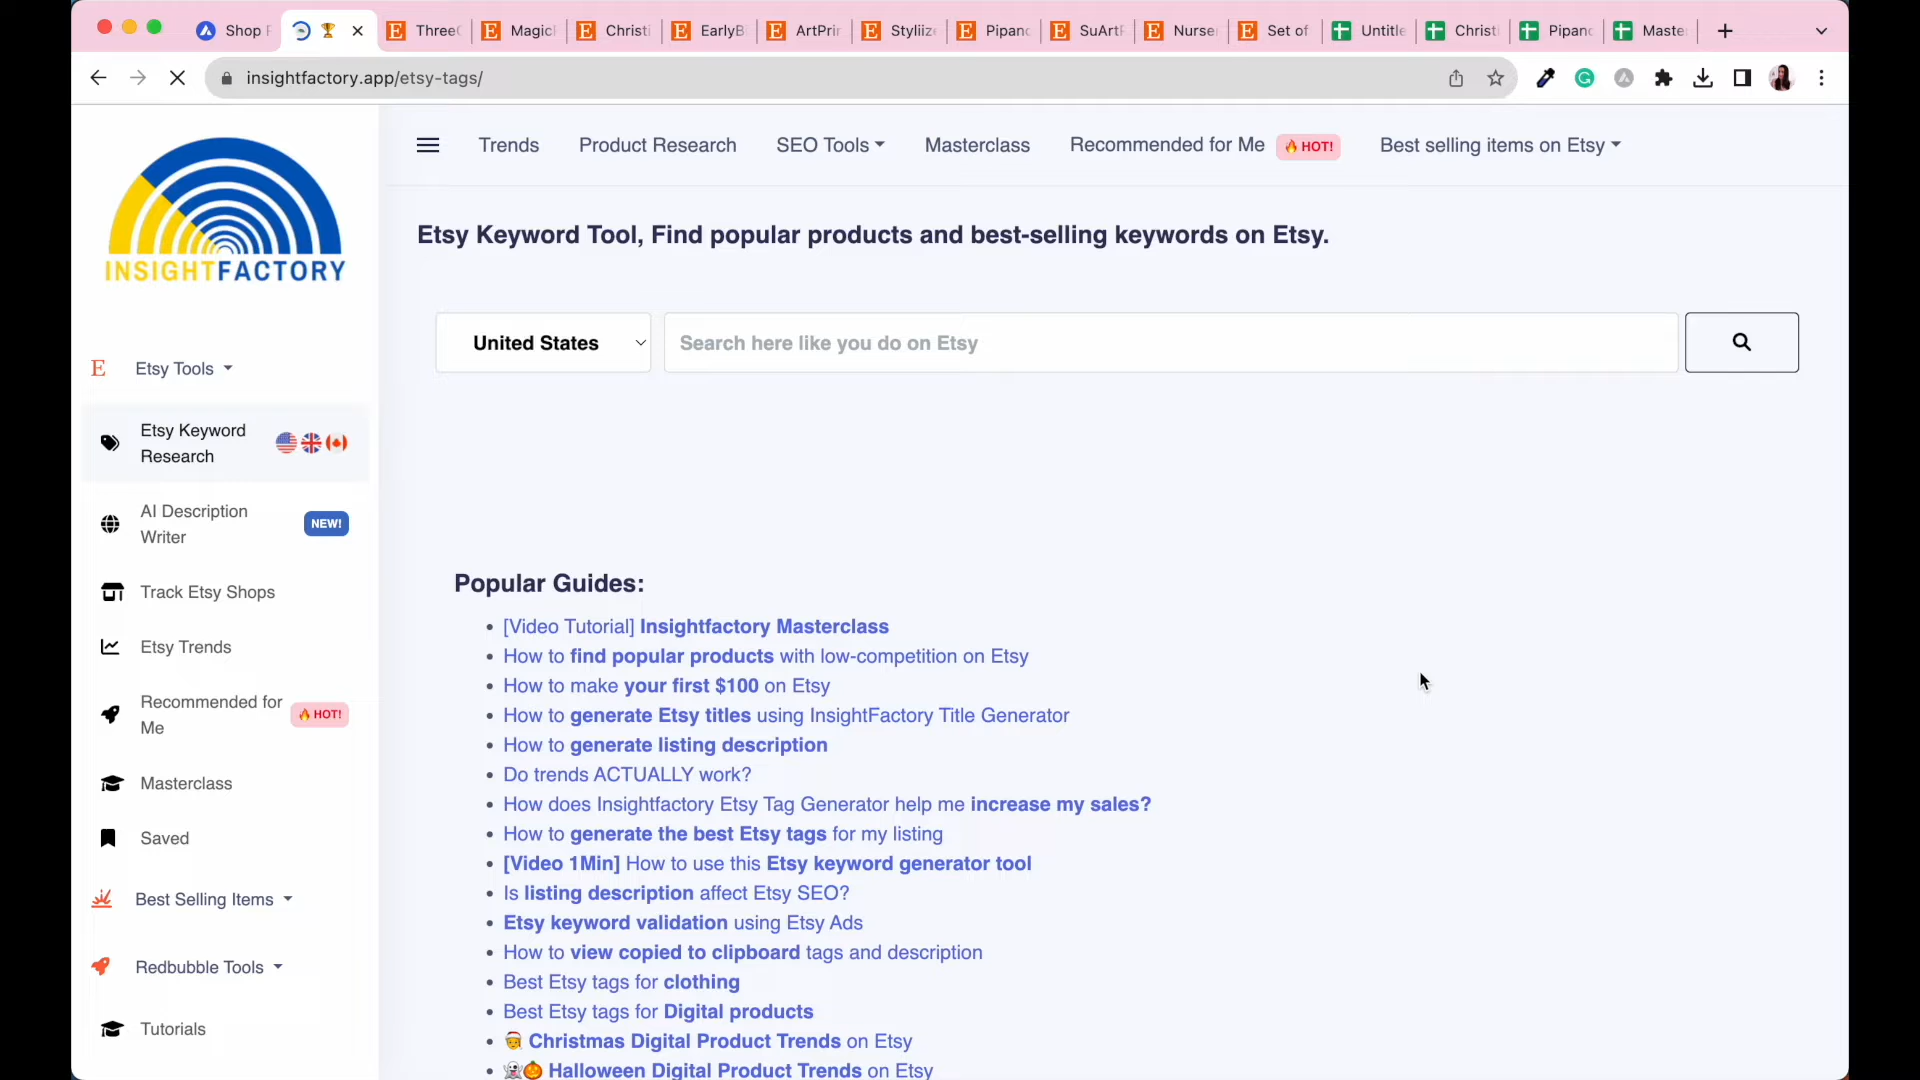 Shop
Three
Magic
Christi
EarlyB
ArtPrin
Styliize
Pipanc
SuArtP
Nurse
Set of
Untitle
Christi
Pipanc
Maste
insightfactory.app/etsy-tags/
INSIGHTFACTORY
Trends
Product Research
SEO Tools
Masterclass
Recommended for Me
HOT!
Best selling items on Etsy
Etsy Keyword Tool, Find popular products and best-selling keywords on Etsy.
United States
Search here like you do on Etsy
Etsy Tools
Etsy Keyword
Research
AI Description
Writer
NEW!
Track Etsy Shops
Etsy Trends
Recommended for
Me
HOT!
Masterclass
Saved
Best Selling Items
Redbubble Tools
Tutorials
Popular Guides:
[Video Tutorial] Insightfactory Masterclass
How to find popular products with low-competition on Etsy
How to make your first $100 on Etsy
How to generate Etsy titles using InsightFactory Title Generator
How to generate listing description
Do trends ACTUALLY work?
How does Insightfactory Etsy Tag Generator help me increase my sales?
How to generate the best Etsy tags for my listing
[Video 1Min] How to use this Etsy keyword generator tool
Is listing description affect Etsy SEO?
Etsy keyword validation using Etsy Ads
How to view copied to clipboard tags and description
Best Etsy tags for clothing
Best Etsy tags for Digital products
Christmas Digital Product Trends on Etsy
Halloween Digital Product Trends on Etsy